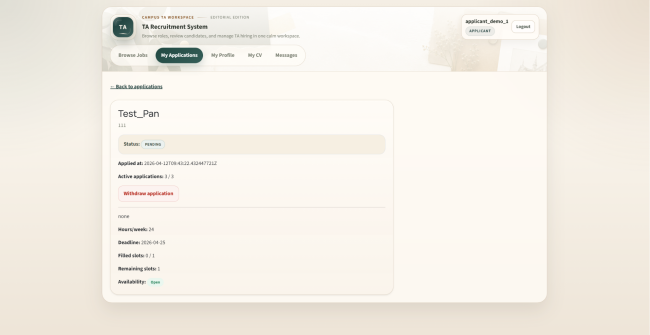 TA
CAMPUS TA WORKSPACE EDITORIAL EDITION
TA Recruitment System
Browse roles, review candidates, and manage TA hiring in one calm workspace.
applicant_demo_1
APPLICANT
Logout
Browse Jobs My Applications My Profile My CV Messages
← Back to applications
Test_Pan
Status: PENDING
Applied at: 2026-04-12T09:43:22.432447721Z
Active applications: 3 / 3
Withdraw application
none
Hours/week: 24
Deadline: 2026-04-25
Filled slots: 0 / 1
Remaining slots: 1
Availability: Open